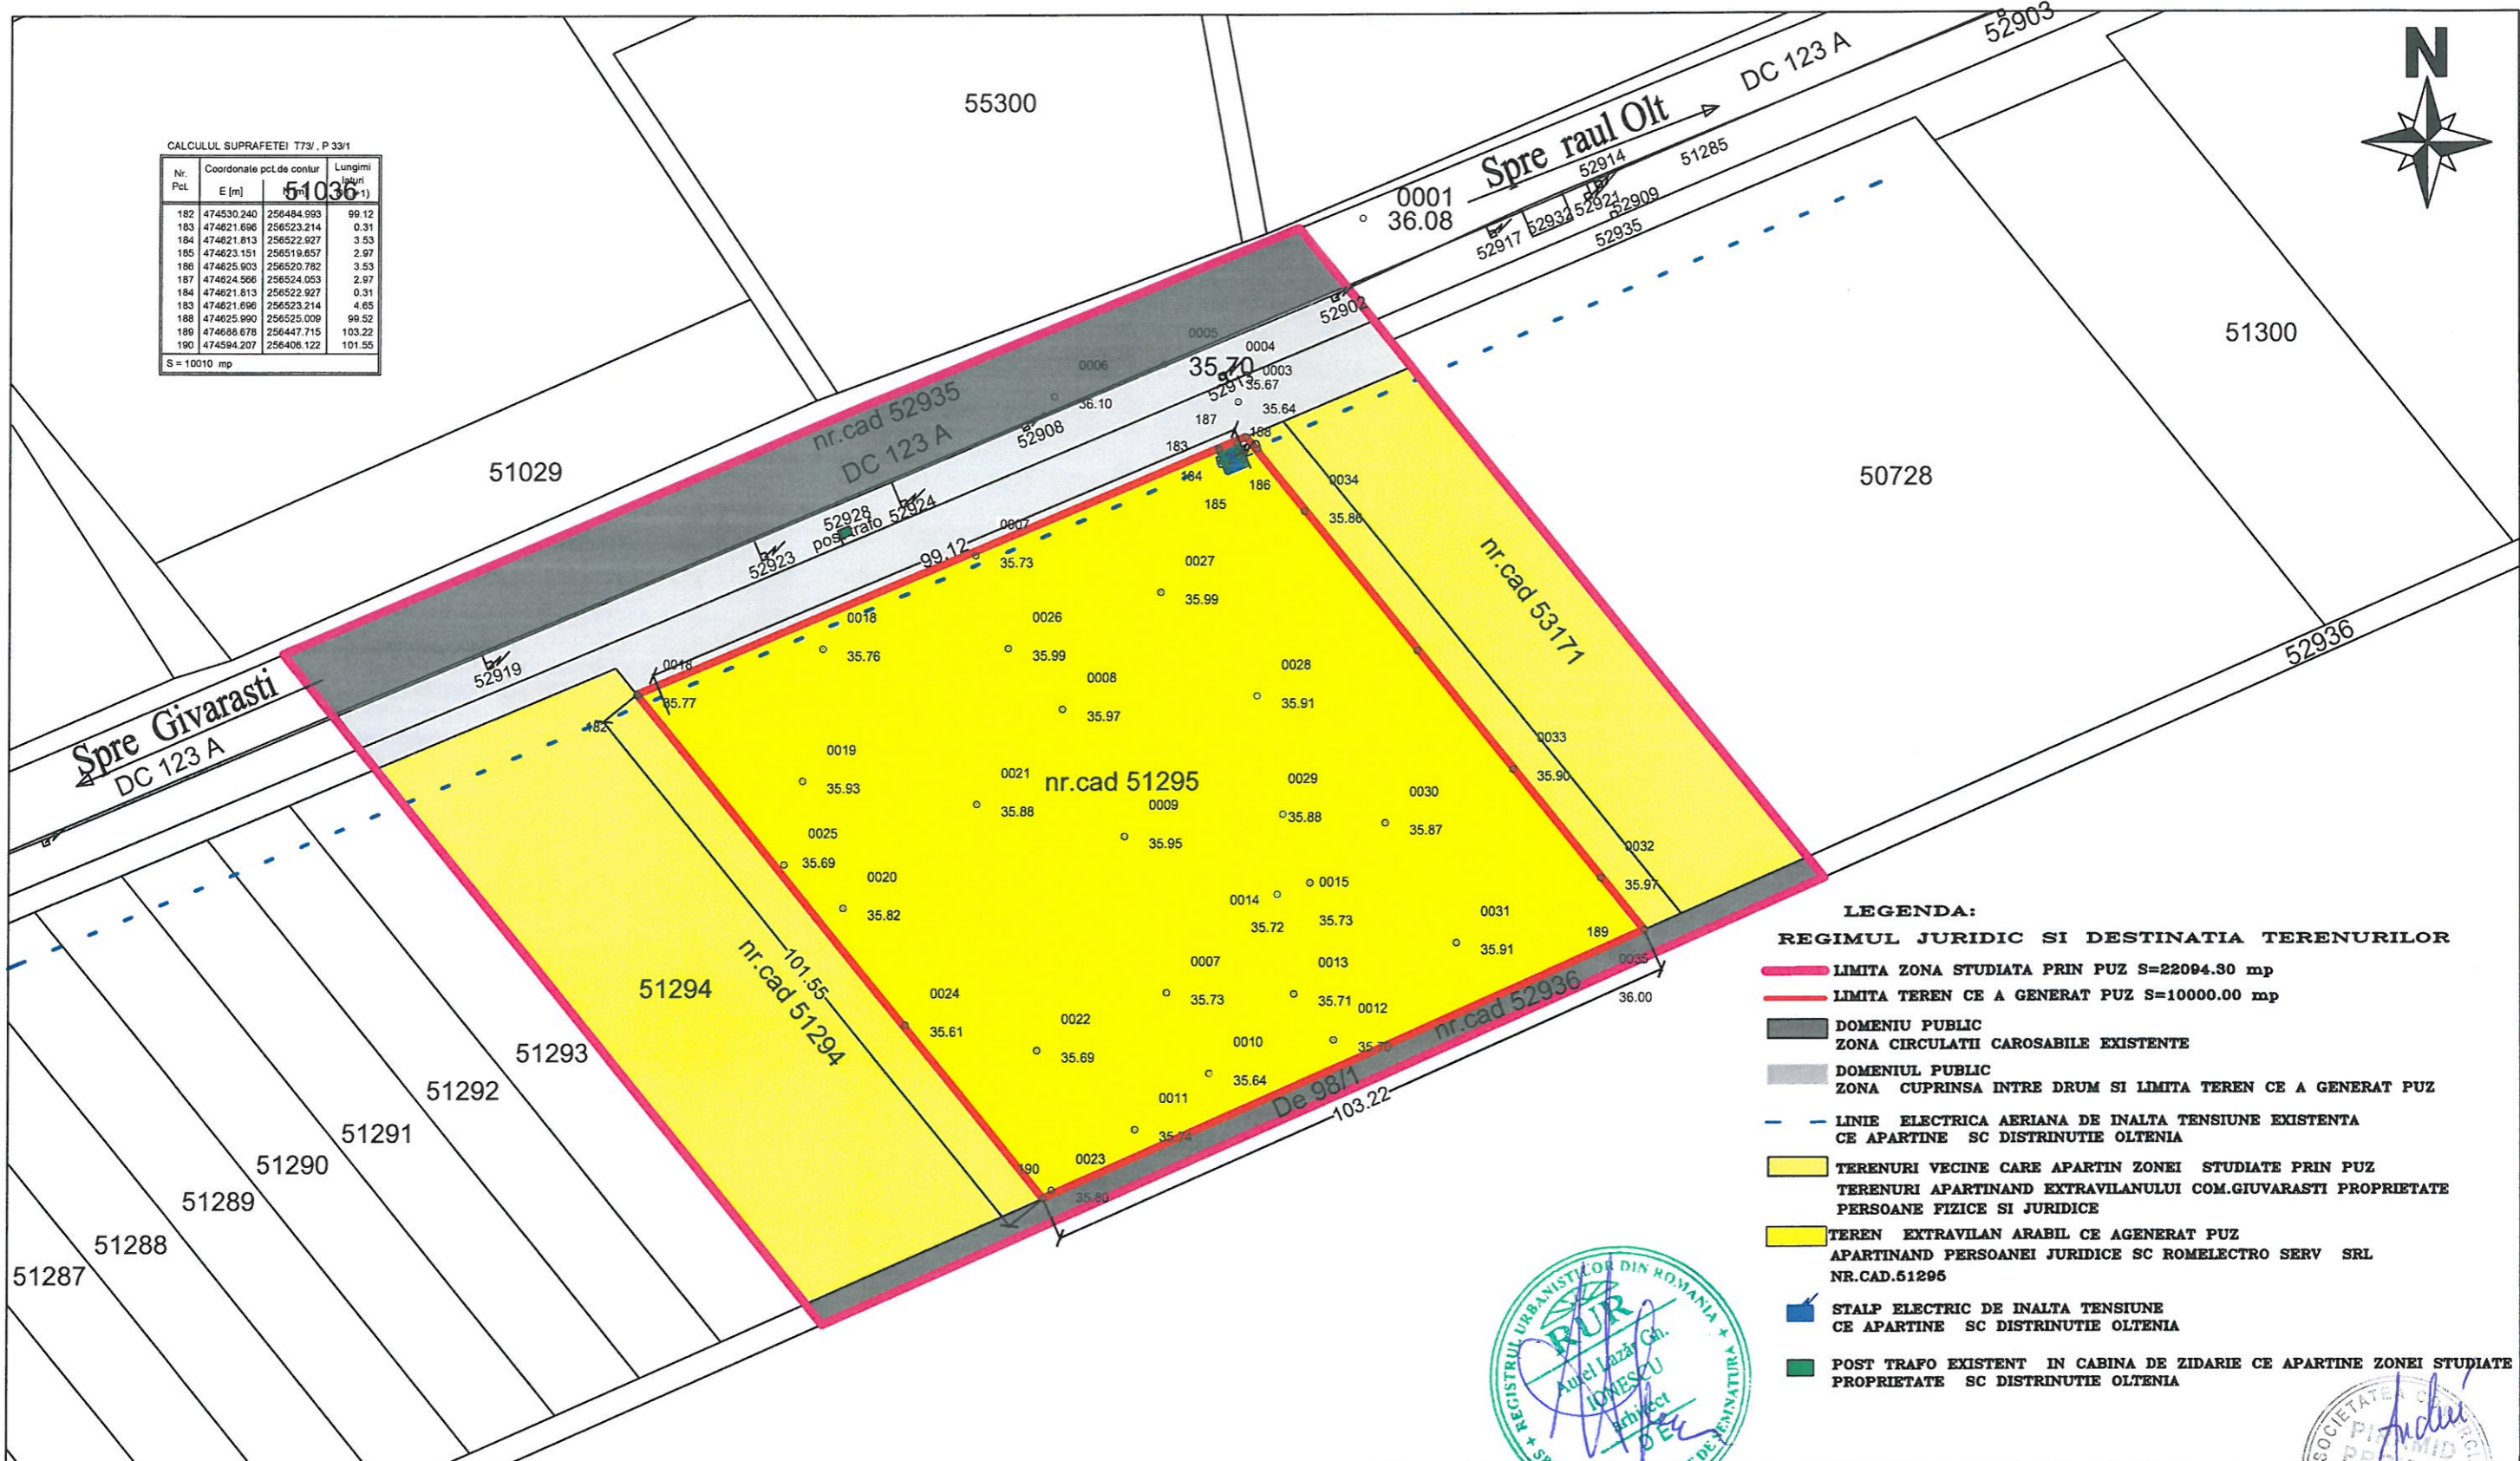 CALCULUL SUPRAFETEI T73/ , P 33/1
Nr. Pct.
Coordonate pct.de contur
Lungimi laturi
E [m]
51036
182 474530.240 256484.993 99.12
183 474621.696 256523.214 0.31
184 474621.813 256522.927 3.53
185 474623.151 256519.657 2.97
186 474625.903 256520.782 3.53
187 474624.566 256524.053 2.97
184 474621.813 256522.927 0.31
183 474621.696 256523.214 4.65
188 474625.990 256525.009 99.52
189 474688.678 256447.715 103.22
190 474594.207 256406.122 101.55
S = 10010 mp
55300
52903
DC 123 A
N
Spre raul Olt
0001
36.08
52914
51285
52917
52932
52921
52909
52935
52902
51300
50728
52936
51029
nr.cad 52935
DC 123 A
0005
0006
36.10
0004
35.70
0003
35.67
35.64
52908
187
183
188
184
186
185
52928
post trafo
52924
52923
52919
0007
99.12
35.73
0034
35.86
nr.cad 53171
0027
35.99
0018
35.76
0026
35.99
0008
35.97
0028
35.91
0018
35.77
182
Spre Givarasti
DC 123 A
0019
35.93
0021
35.88
nr.cad 51295
0009
35.95
0029
35.88
0030
35.87
0033
35.90
0025
35.69
0020
35.82
0032
35.97
0014
35.72
0015
35.73
0031
35.91
189
0035
36.00
51294
101.55
nr.cad 51294
0024
35.61
0022
35.69
0007
35.73
0013
35.71
0012
35.70
0010
35.64
0011
35.74
190
0023
35.80
nr.cad 52936
De 98/1
103.22
51293
51292
51291
51290
51289
51288
51287
LEGENDA:
REGIMUL JURIDIC SI DESTINATIA TERENURILOR
LIMITA ZONA STUDIATA PRIN PUZ S=22094.30 mp
LIMITA TEREN CE A GENERAT PUZ S=10000.00 mp
DOMENIU PUBLIC
ZONA CIRCULATII CAROSABILE EXISTENTE
DOMENIUL PUBLIC
ZONA CUPRINSA INTRE DRUM SI LIMITA TEREN CE A GENERAT PUZ
LINIE ELECTRICA AERIANA DE INALTA TENSIUNE EXISTENTA
CE APARTINE SC DISTRINUTIE OLTENIA
TERENURI VECINE CARE APARTIN ZONEI STUDIATE PRIN PUZ
TERENURI APARTINAND EXTRAVILANULUI COM.GIUVARASTI PROPRIETATE
PERSOANE FIZICE SI JURIDICE
TEREN EXTRAVILAN ARABIL CE AGENERAT PUZ
APARTINAND PERSOANEI JURIDICE SC ROMELECTRO SERV SRL
NR.CAD.51295
STALP ELECTRIC DE INALTA TENSIUNE
CE APARTINE SC DISTRINUTIE OLTENIA
POST TRAFO EXISTENT IN CABINA DE ZIDARIE CE APARTINE ZONEI STUDIATE
PROPRIETATE SC DISTRINUTIE OLTENIA
REGISTRUL URBANISTILOR DIN ROMANIA
RUR
Aurel Lazăr Gh.
IONESCU
arhitect
SOCIETATEA